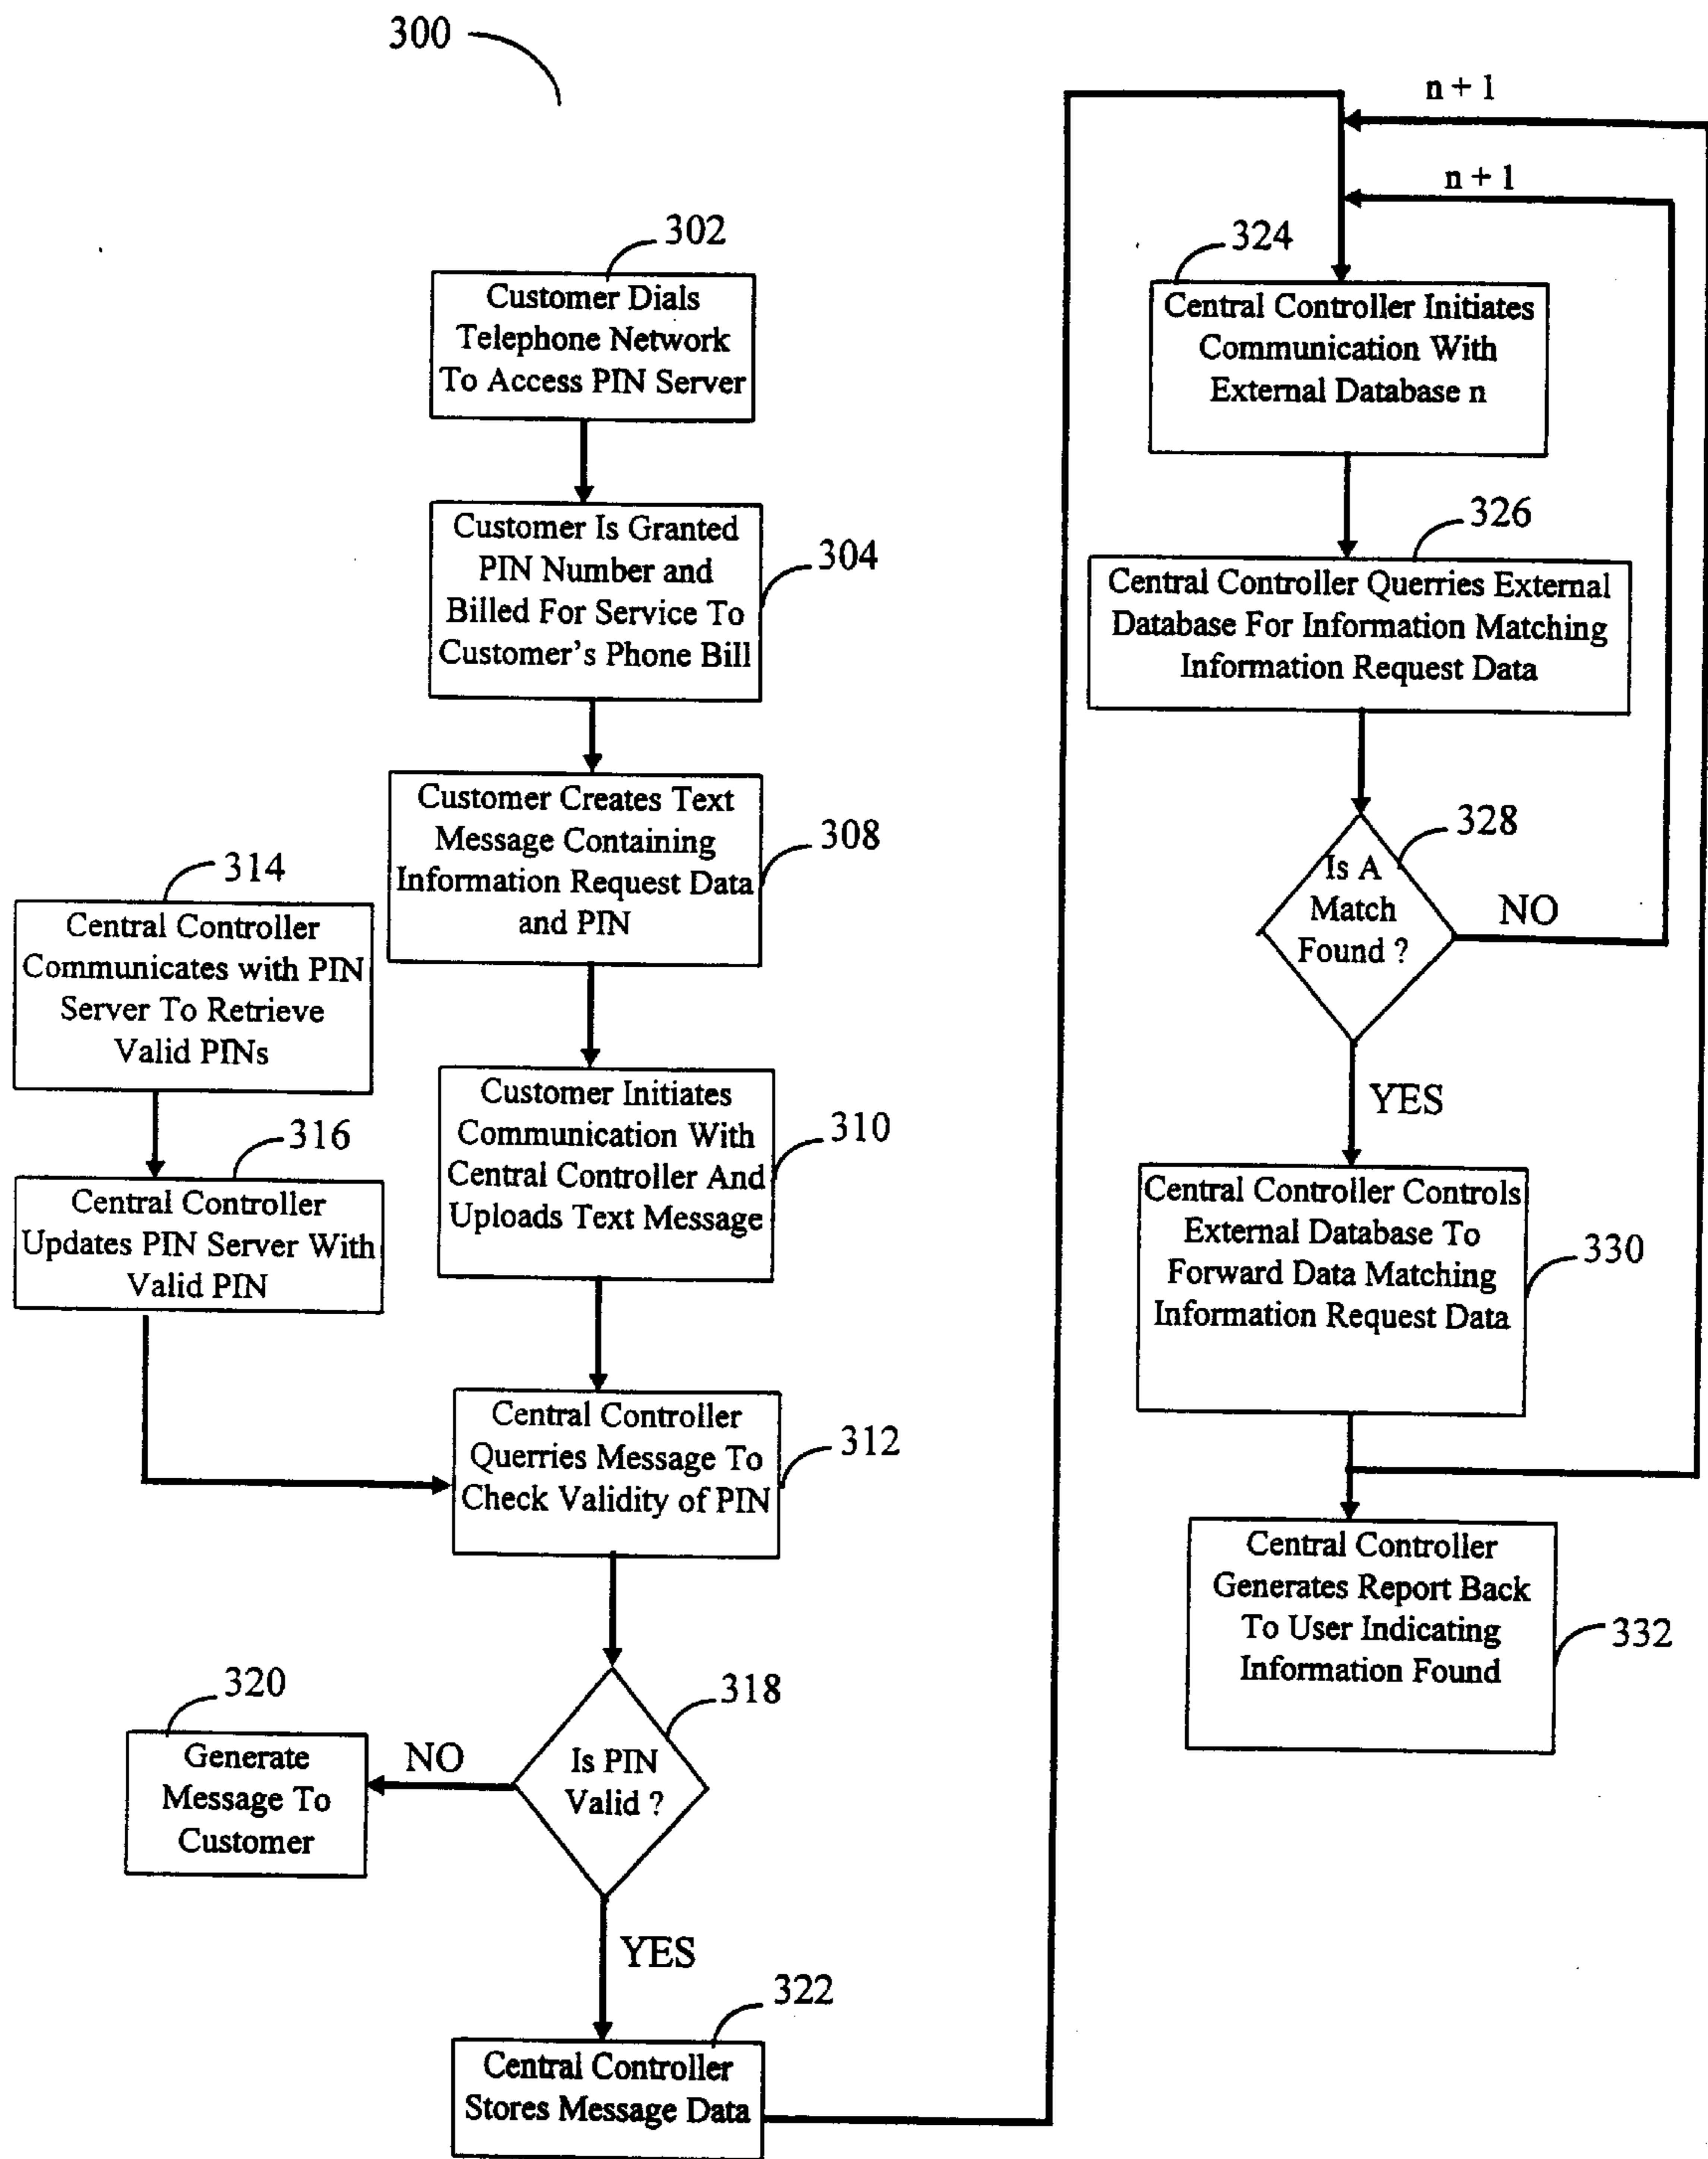 300
302
Customer Dials
Telephone Network
To Access PIN Server
Customer Is Granted
PIN Number and
Billed For Service To
Customer's Phone Bill
304
Customer Creates Text
Message Containing
Information Request Data
and PIN
308
314
Central Controller
Communicates with PIN
Server To Retrieve
Valid PINs
316
Central Controller
Updates PIN Server With
Valid PIN
Customer Initiates
Communication With
Central Controller And
Uploads Text Message
310
Central Controller
Querries Message To
Check Validity of PIN
312
318
Is PIN
Valid ?
NO
320
Generate
Message To
Customer
YES
322
Central Controller
Stores Message Data
n + 1
n + 1
324
Central Controller Initiates
Communication With
External Database n
326
Central Controller Querries External
Database For Information Matching
Information Request Data
328
Is A
Match
Found ?
NO
YES
Central Controller Controls
External Database To
Forward Data Matching
Information Request Data
330
Central Controller
Generates Report Back
To User Indicating
Information Found
332